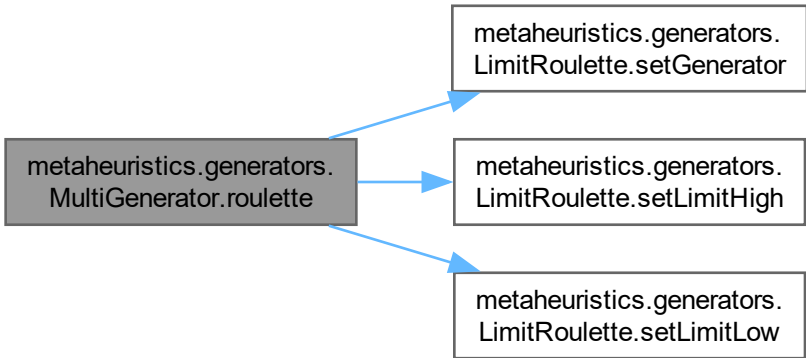 metaheuristics.generators.
MultiGenerator.roulette
metaheuristics.generators.
LimitRoulette.setGenerator
metaheuristics.generators.
LimitRoulette.setLimitHigh
metaheuristics.generators.
LimitRoulette.setLimitLow